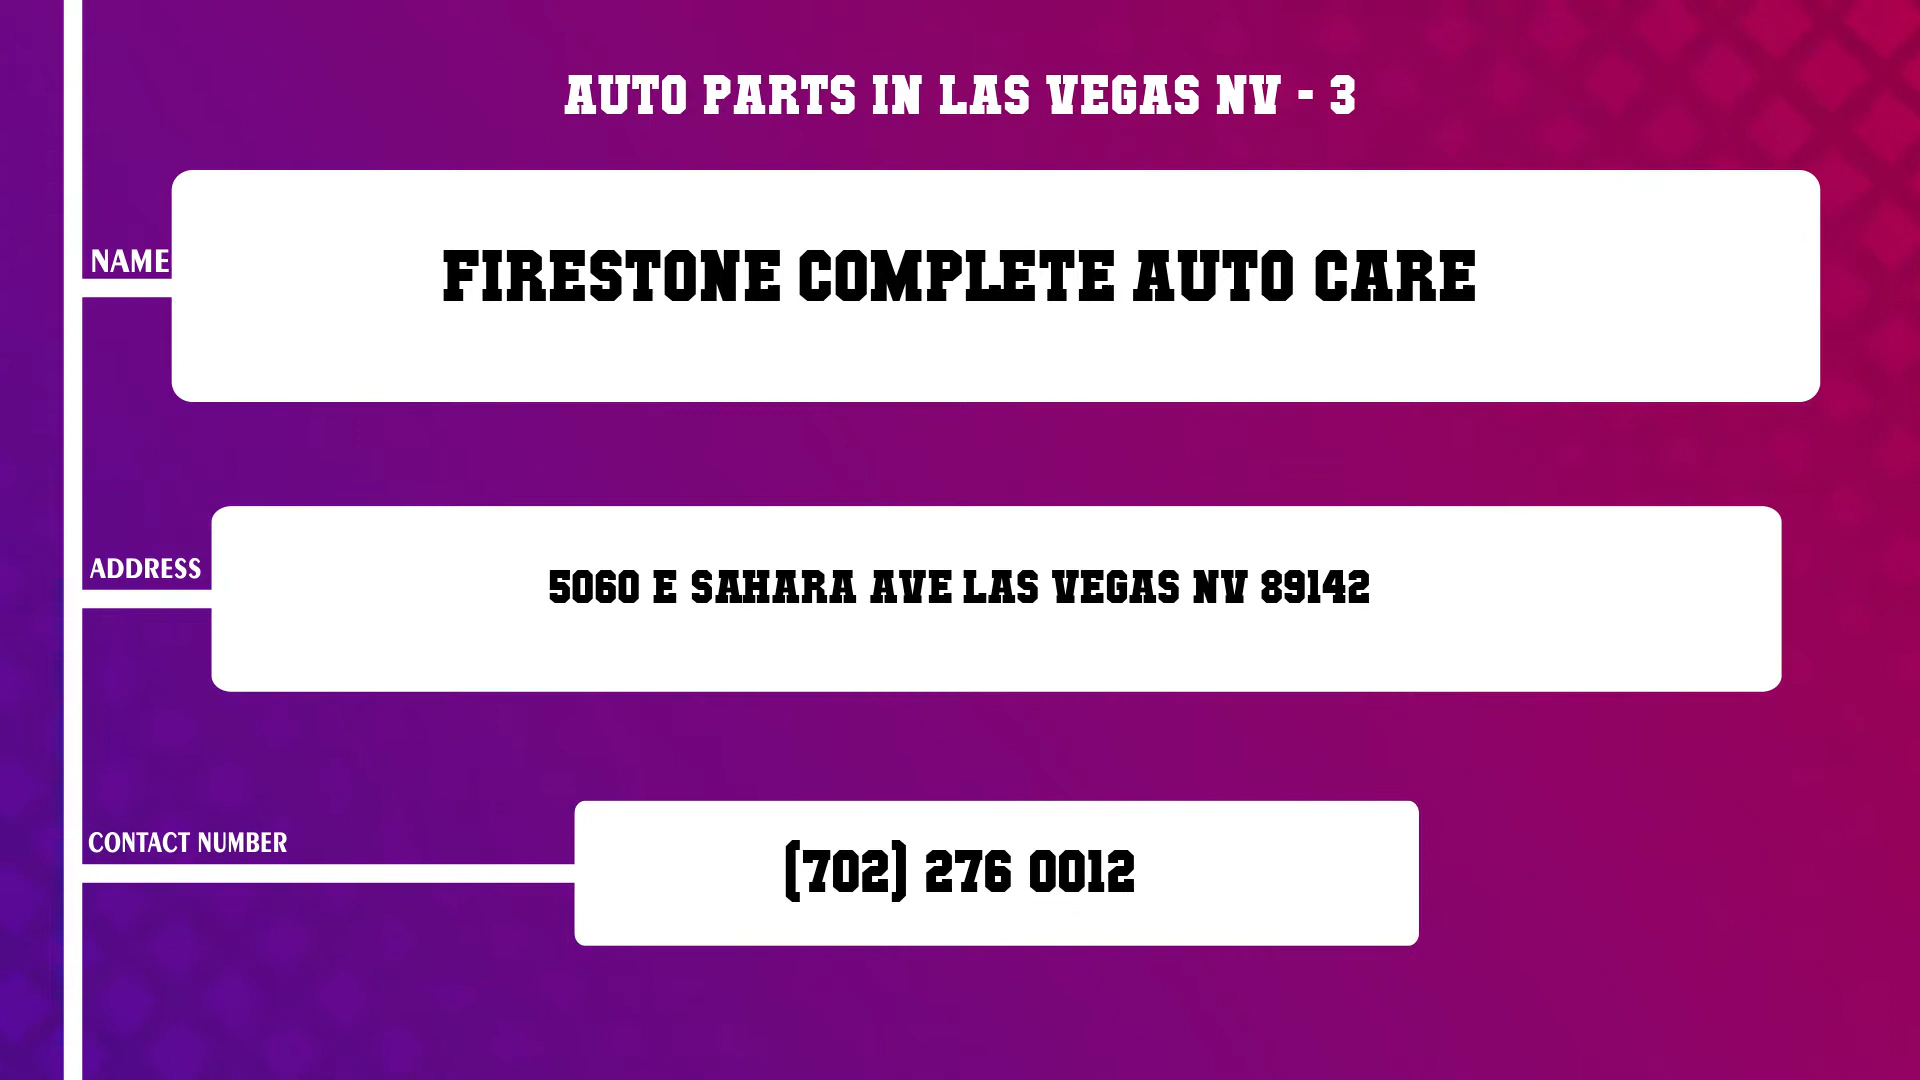 AUTO PARTS IN LAS VEGAS NV - 3
NAME
FIRESTONE COMPLETE AUTO CARE
ADDRESS
5060 E SAHARA AVE LAS VEGAS NV 89142
CONTACT NUMBER
(702) 276 0012